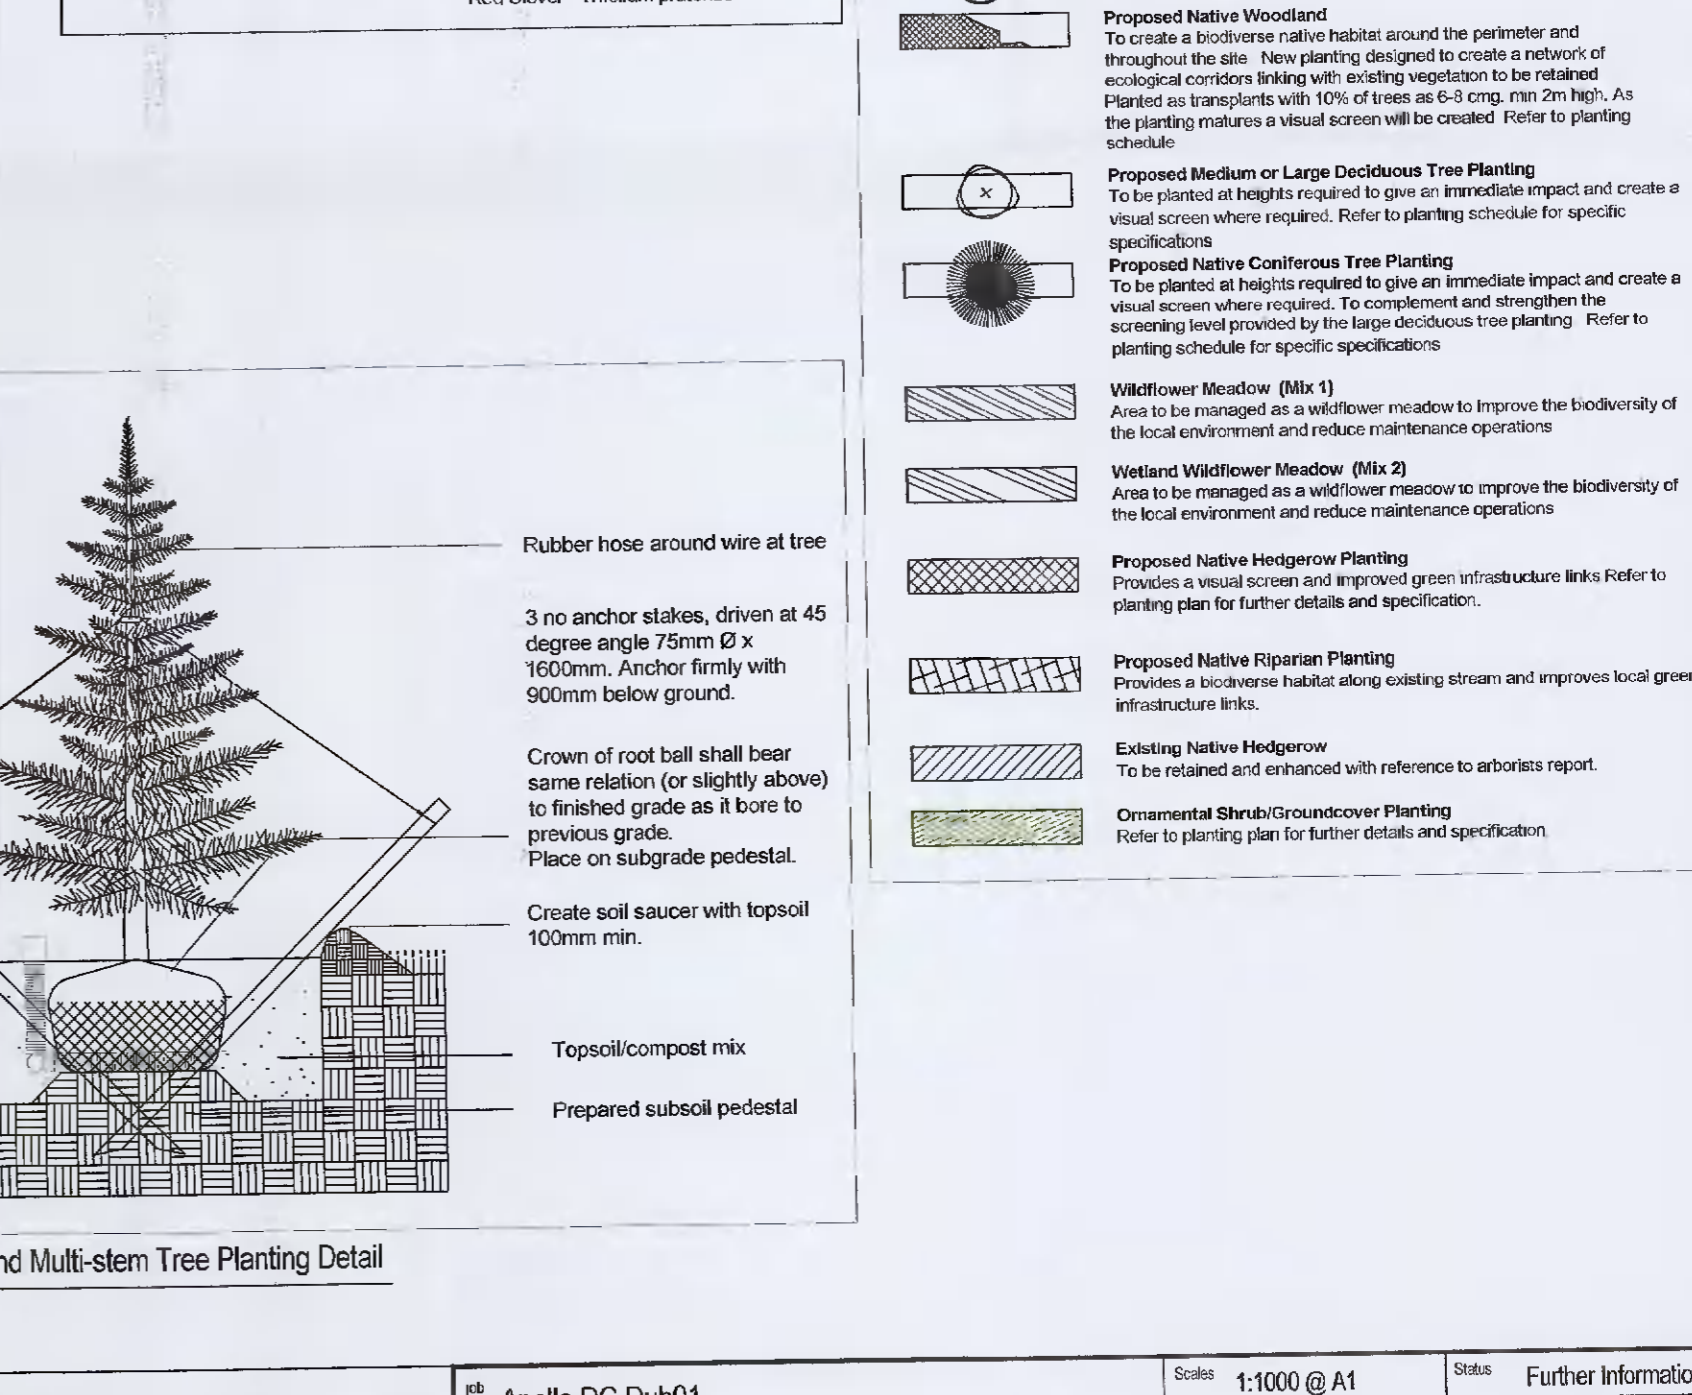 Proposed Native Woodland
To create a biodiverse native habitat around the perimeter and
throughout the site New planting designed to create a network of
ecological corridors linking with existing vegetation to be retained
Planted as transplants with 10% of trees as 6-8 cmg. min 2m high. As
the planting matures a visual screen will be created Refer to planting
schedule
Proposed Medium or Large Deciduous Tree Planting
To be planted at heights required to give an immediate impact and create a
visual screen where required. Refer to planting schedule for specific
specifications
Proposed Native Coniferous Tree Planting
To be planted at heights required to give an immediate impact and create a
visual screen where required. To complement and strengthen the
screening level provided by the large deciduous tree planting Refer to
planting schedule for specific specifications
Wildflower Meadow (Mix 1)
Area to be managed as a wildflower meadow to improve the biodiversity of
the local environment and reduce maintenance operations
Wetland Wildflower Meadow (Mix 2)
Area to be managed as a wildflower meadow to improve the biodiversity of
the local environment and reduce maintenance operations
Proposed Native Hedgerow Planting
Provides a visual screen and improved green infrastructure links Refer to
planting plan for further details and specification.
Proposed Native Riparian Planting
Provides a biodiverse habitat along existing stream and improves local green
infrastructure links.
Existing Native Hedgerow
To be retained and enhanced with reference to arborists report.
Ornamental Shrub/Groundcover Planting
Refer to planting plan for further details and specification
Rubber hose around wire at tree
3 no anchor stakes, driven at 45
degree angle 75mm Ø x
1600mm. Anchor firmly with
900mm below ground.
Crown of root ball shall bear
same relation (or slightly above)
to finished grade as it bore to
previous grade.
Place on subgrade pedestal.
Create soil saucer with topsoil
100mm min.
Topsoil/compost mix
Prepared subsoil pedestal
nd Multi-stem Tree Planting Detail
job
Scales 1:1000 @ A1
Status Further Informatio